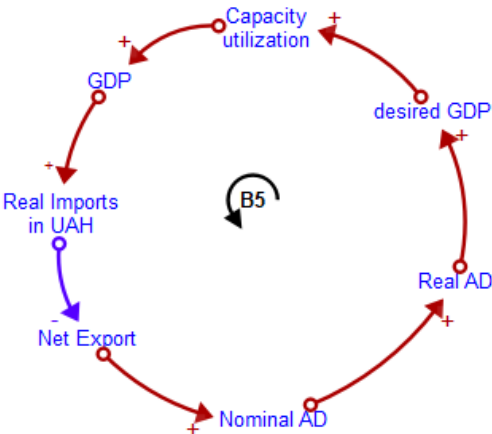 Capacity
utilization
+
+
GDP
desired GDP
+
+
Real Imports
in UAH
B5
Real AD
-
+
Net Export
Nominal AD
+